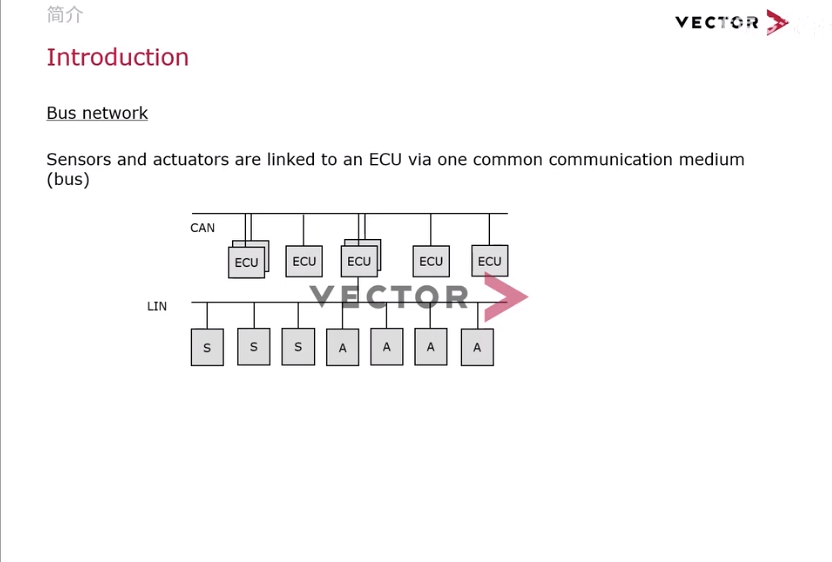 简介
VECTOR
Introduction
Bus network
Sensors and actuators are linked to an ECU via one common communication medium
(bus)
CAN
ECU ECU ECU ECU ECU
VECTOR
LIN
S S S A A A A